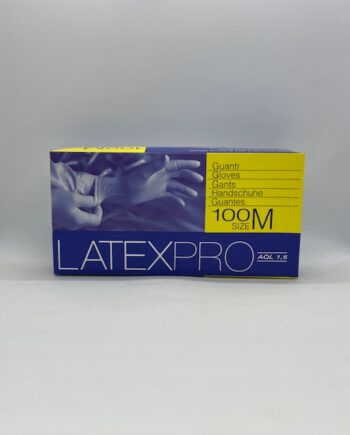 Guanti
Gloves
Gants
Handschuhe
Guantes
100 M
SIZE
LATEXPRO AQL 1,5